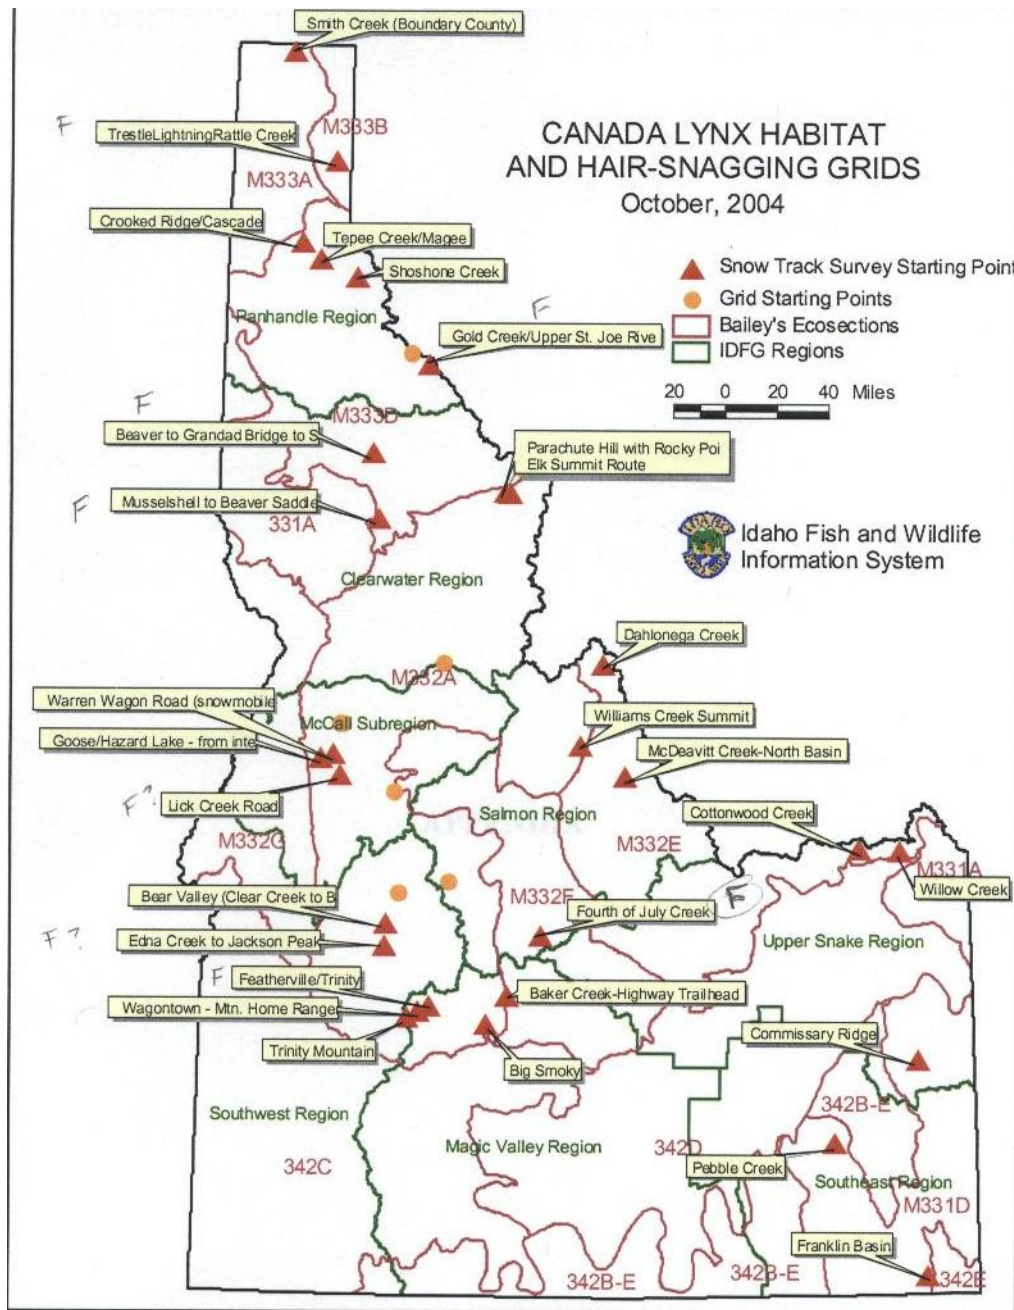 Smith Creek (Boundary County)
F
M333B
TrestleLightningRattle Creek
M333A
CANADA LYNX HABITAT
AND HAIR-SNAGGING GRIDS
October, 2004
Crooked Ridge/Cascade
Tepee Creek/Magee
Shoshone Creek
Snow Track Survey Starting Point
Grid Starting Points
Bailey's Ecosections
IDFG Regions
20 0 20 40 Miles
Panhandle Region
F
Gold Creek/Upper St. Joe Rive
F
M333D
Beaver to Grandad Bridge to S
Parachute Hill with Rocky Poi
Elk Summit Route
F
Musselshell to Beaver Saddle
331A
IDAHO
Idaho Fish and Wildlife
Information System
Clearwater Region
Dahlonega Creek
M332A
Warren Wagon Road (snowmobile
McCall Subregion
Williams Creek Summit
Goose/Hazard Lake - from inte
McDeavitt Creek-North Basin
F?
Lick Creek Road
Salmon Region
Cottonwood Creek
M332G
M332E
M331A
Willow Creek
Bear Valley (Clear Creek to B
M332F
F
Fourth of July Creek
F?
Edna Creek to Jackson Peak
Upper Snake Region
F
Featherville/Trinity
Baker Creek-Highway Trailhead
Wagontown - Mtn. Home Range
Trinity Mountain
Big Smoky
Commissary Ridge
Southwest Region
342B-E
Magic Valley Region
342D
342C
Pebble Creek
Southeast Region
M331D
Franklin Basin
342B-E
342B-E
342E